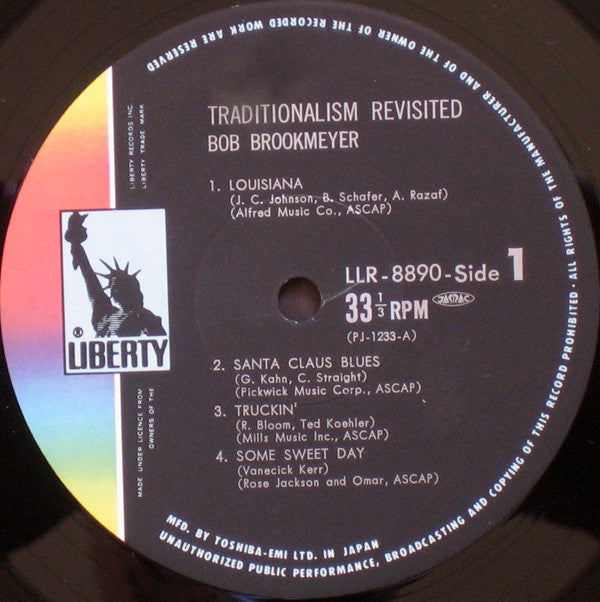 TRADITIONALISM REVISITED
BOB BROOKMEYER
1. LOUISIANA
(J. C. Johnson, B. Schafer, A. Razaf)
(Alfred Music Co., ASCAP)
LLR-8890-Side 1
33 1/3 RPM
JASRAC
(PJ-1233-A)
2. SANTA CLAUS BLUES
(G. Kahn, C. Straight)
(Pickwick Music Corp., ASCAP)
3. TRUCKIN'
(R. Bloom, Ted Koehler)
(Mills Music Inc., ASCAP)
4. SOME SWEET DAY
(Vanecick Kerr)
(Rose Jackson and Omar, ASCAP)
LIBERTY RECORDS INC.
LIBERTY TRADE MARK
®
LIBERTY
MADE UNDER LICENCE FROM
OWNERS OF THE
MFD. BY TOSHIBA-EMI LTD. IN JAPAN
UNAUTHORIZED PUBLIC PERFORMANCE, BROADCASTING AND COPYING OF THIS RECORD PROHIBITED · ALL RIGHTS OF THE MANUFACTURER AND OF THE OWNER OF THE RECORDED WORK ARE RESERVED